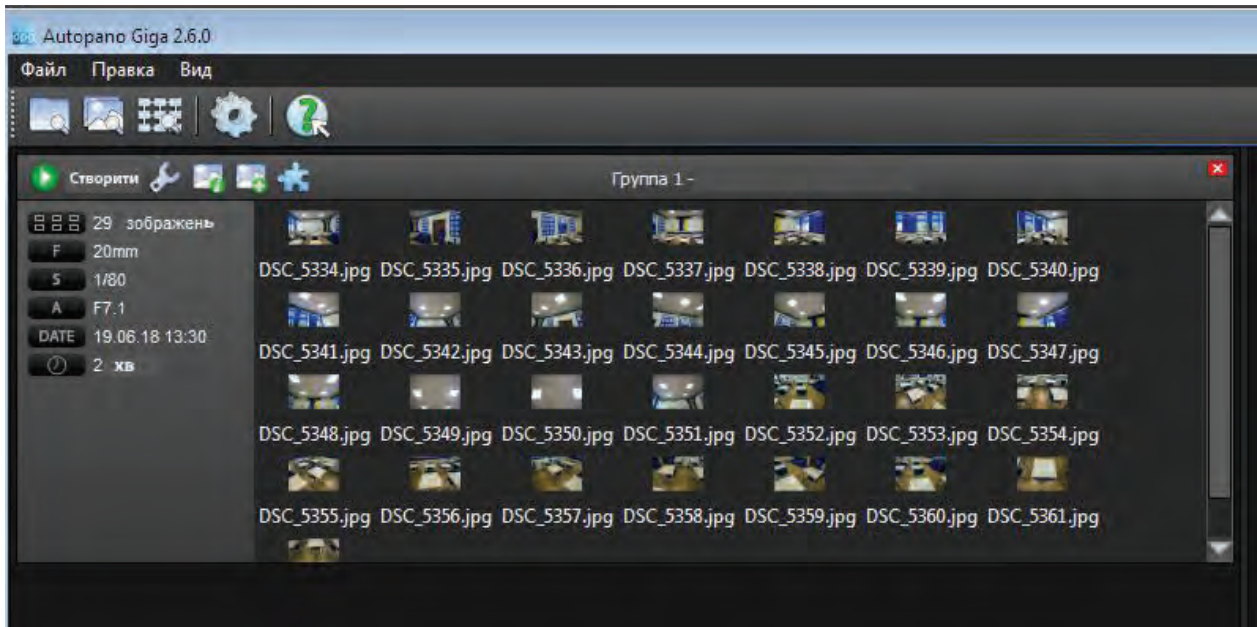 Autopano Giga 2.6.0
Файл Правка Вид
Створити Группа 1 -
29 зображень
F 20mm
S 1/80
A F7.1
DATE 19.06.18 13:30
2 хв
DSC_5334.jpg DSC_5335.jpg DSC_5336.jpg DSC_5337.jpg DSC_5338.jpg DSC_5339.jpg DSC_5340.jpg
DSC_5341.jpg DSC_5342.jpg DSC_5343.jpg DSC_5344.jpg DSC_5345.jpg DSC_5346.jpg DSC_5347.jpg
DSC_5348.jpg DSC_5349.jpg DSC_5350.jpg DSC_5351.jpg DSC_5352.jpg DSC_5353.jpg DSC_5354.jpg
DSC_5355.jpg DSC_5356.jpg DSC_5357.jpg DSC_5358.jpg DSC_5359.jpg DSC_5360.jpg DSC_5361.jpg